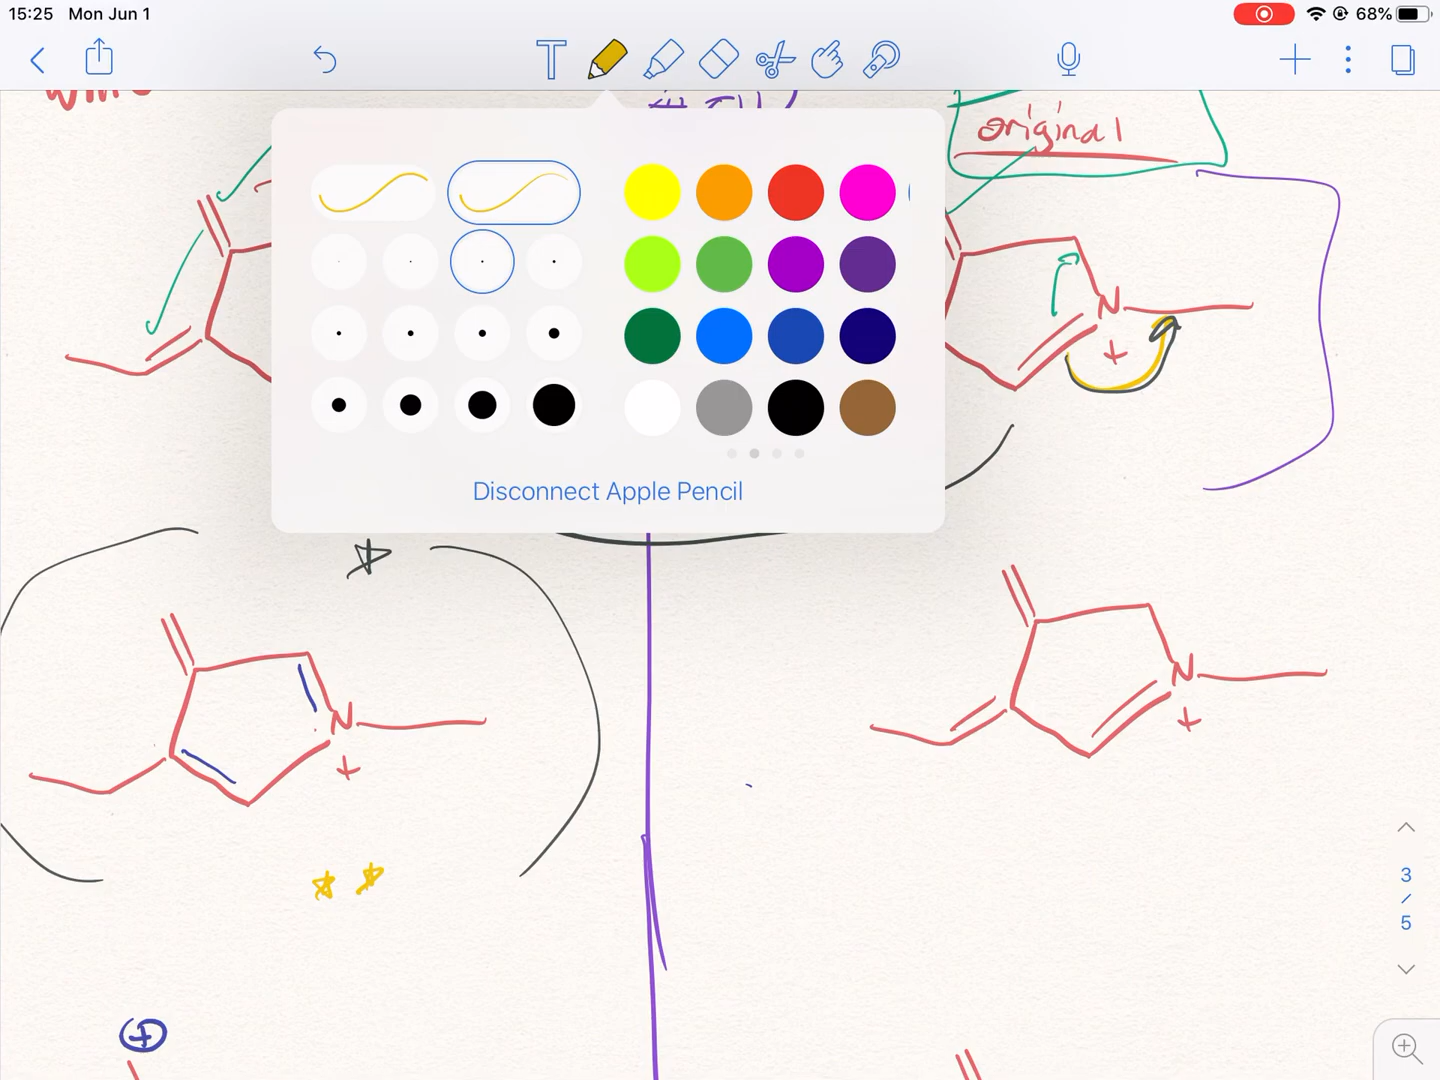 15:25 Mon Jun 1
68%
T
original
N
+
Disconnect Apple Pencil
N
+
N
+
3
/
5
+